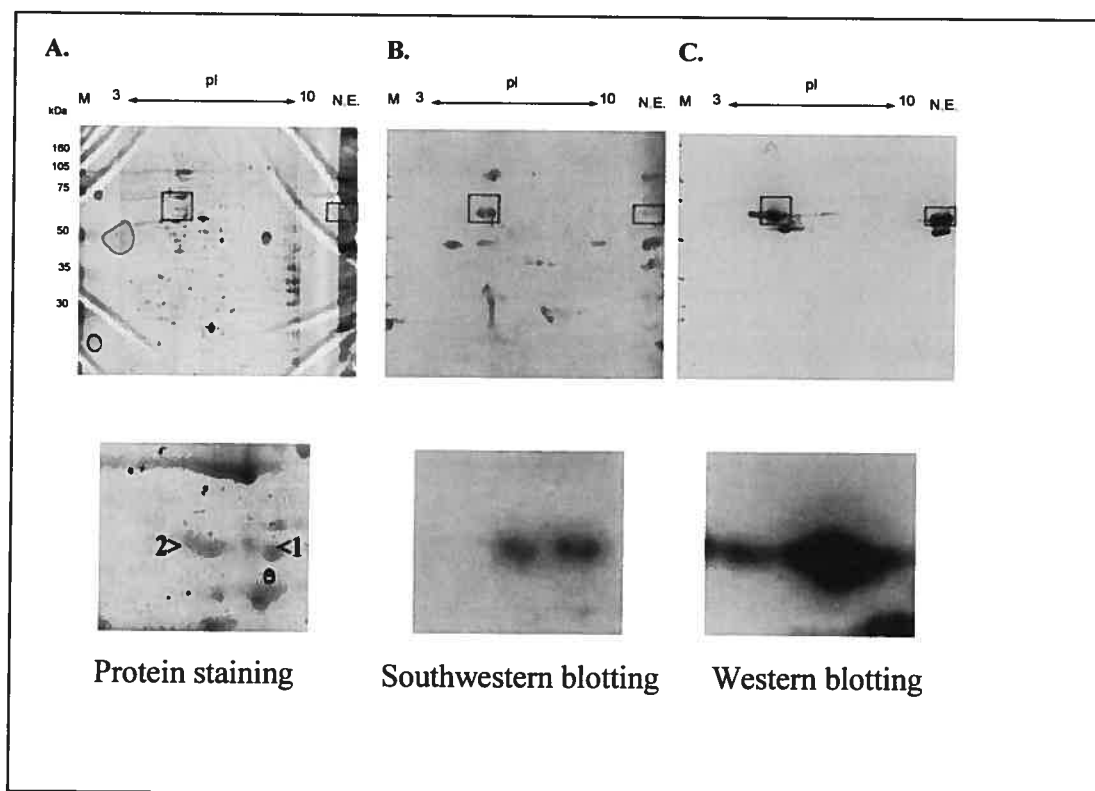 A. B. C.
pI pI pI
M 3 10 N.E. M 3 10 N.E. M 3 10 N.E.
kDa
160
105
75
50
35
30
2> <1
Protein staining Southwestern blotting Western blotting